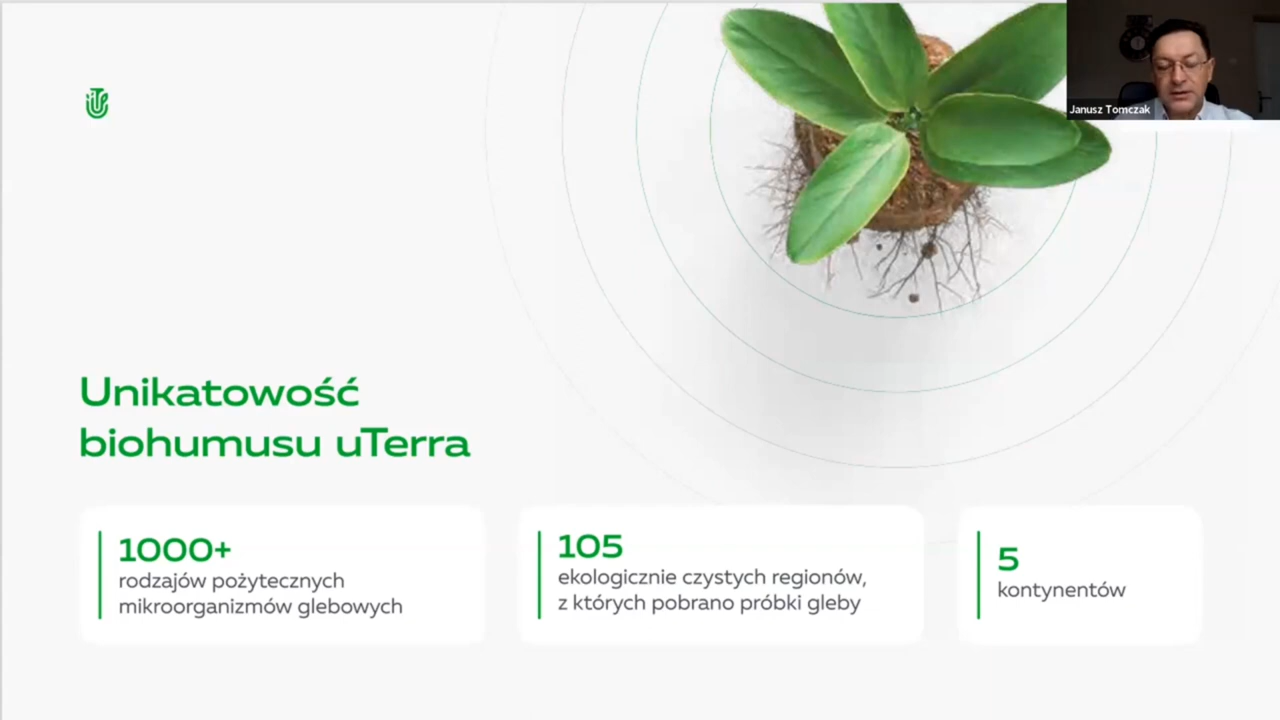 Janusz Tomczak
Unikatowość
biohumusu uTerra
1000+
rodzajów pożytecznych
mikroorganizmów glebowych
105
ekologicznie czystych regionów,
z których pobrano próbki gleby
5
kontynentów